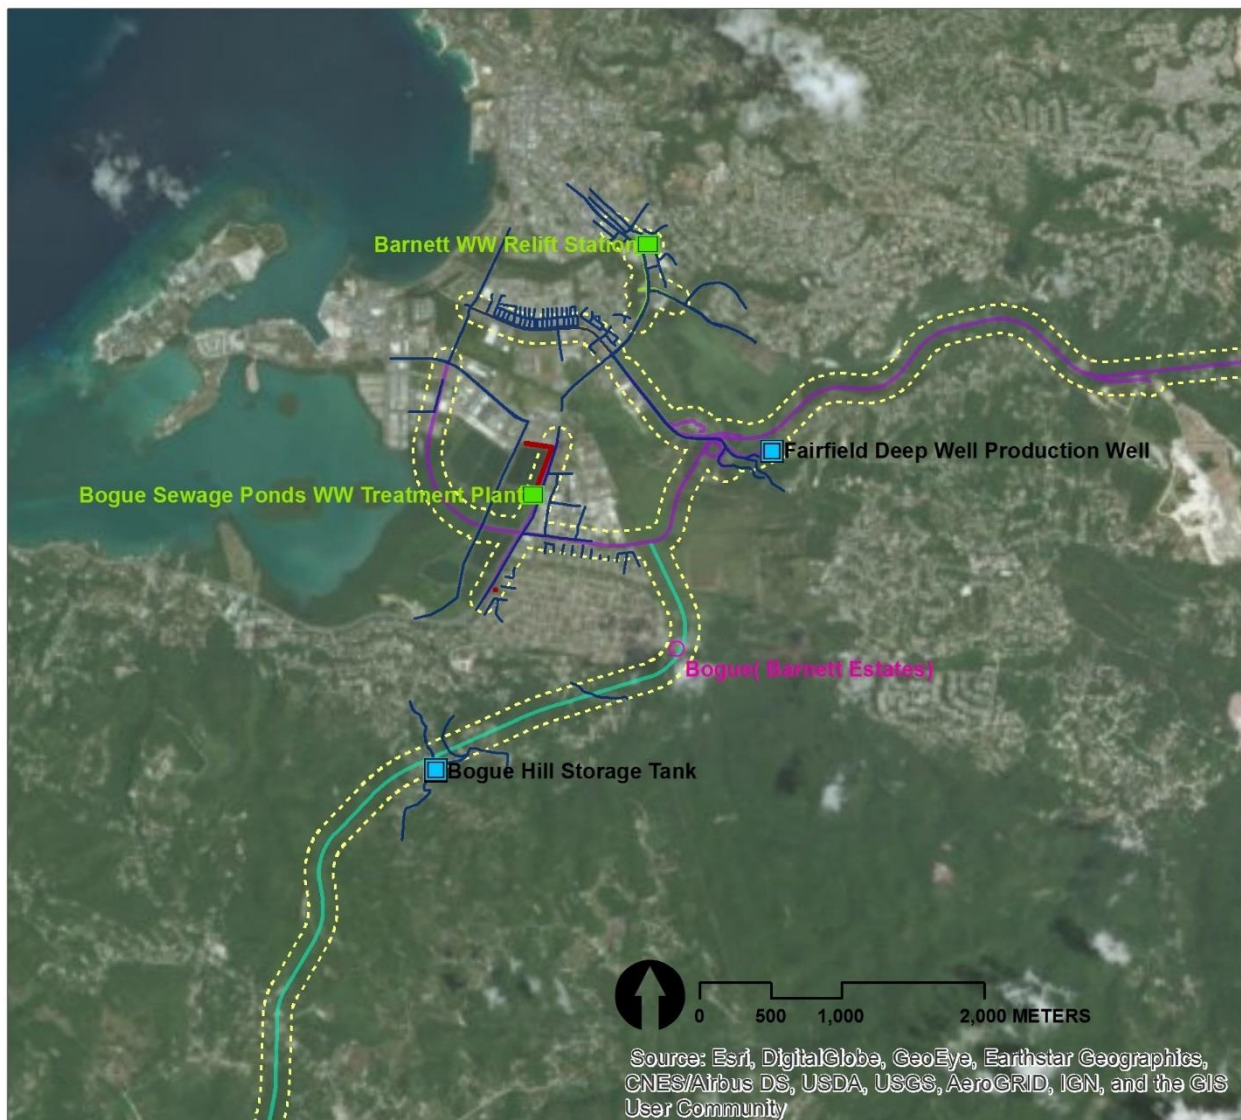 Barnett WW Relift Station
Fairfield Deep Well Production Well
Bogue Sewage Ponds WW Treatment Plant
Bogue( Barnett Estates)
Bogue Hill Storage Tank
0 500 1,000 2,000 METERS
Source: Esri, DigitalGlobe, GeoEye, Earthstar Geographics,
CNES/Airbus DS, USDA, USGS, AeroGRID, IGN, and the GIS
User Community